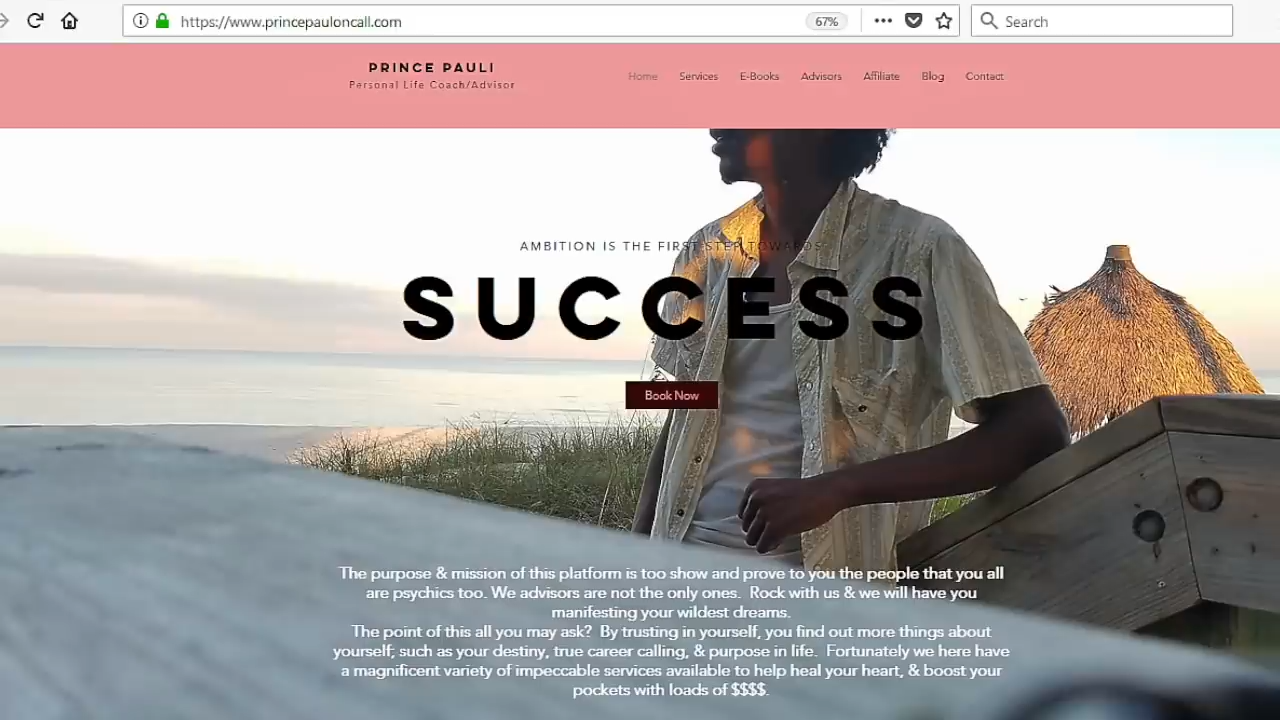 https://www.princepauloncall.com
67%
Search
PRINCE PAULI
Personal Life Coach/Advisor
Home Services E-Books Advisors Affiliate Blog Contact
AMBITION IS THE FIRST STEP TOWARDS
SUCCESS
Book Now
The purpose & mission of this platform is too show and prove to you the people that you all
are psychics too. We advisors are not the only ones. Rock with us & we will have you
manifesting your wildest dreams.
The point of this all you may ask? By trusting in yourself, you find out more things about
yourself; such as your destiny, true career calling, & purpose in life. Fortunately we here have
a magnificent variety of impeccable services available to help heal your heart, & boost your
pockets with loads of $$$$.